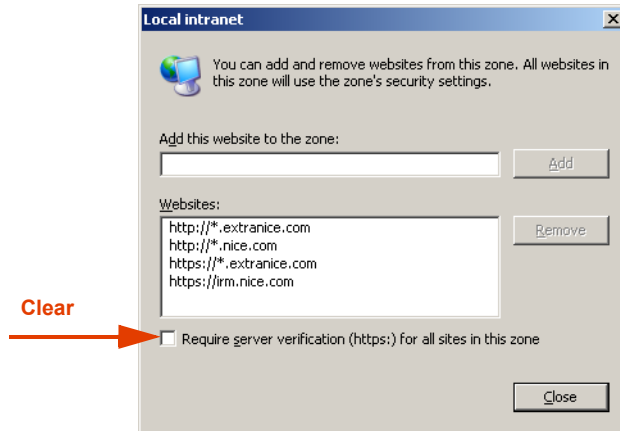 Local intranet
You can add and remove websites from this zone. All websites in
this zone will use the zone's security settings.
Add this website to the zone:
Add
Websites:
http://*.extranice.com
http://*.nice.com
https://*.extranice.com
https://irm.nice.com
Remove
Clear
Require server verification (https:) for all sites in this zone
Close